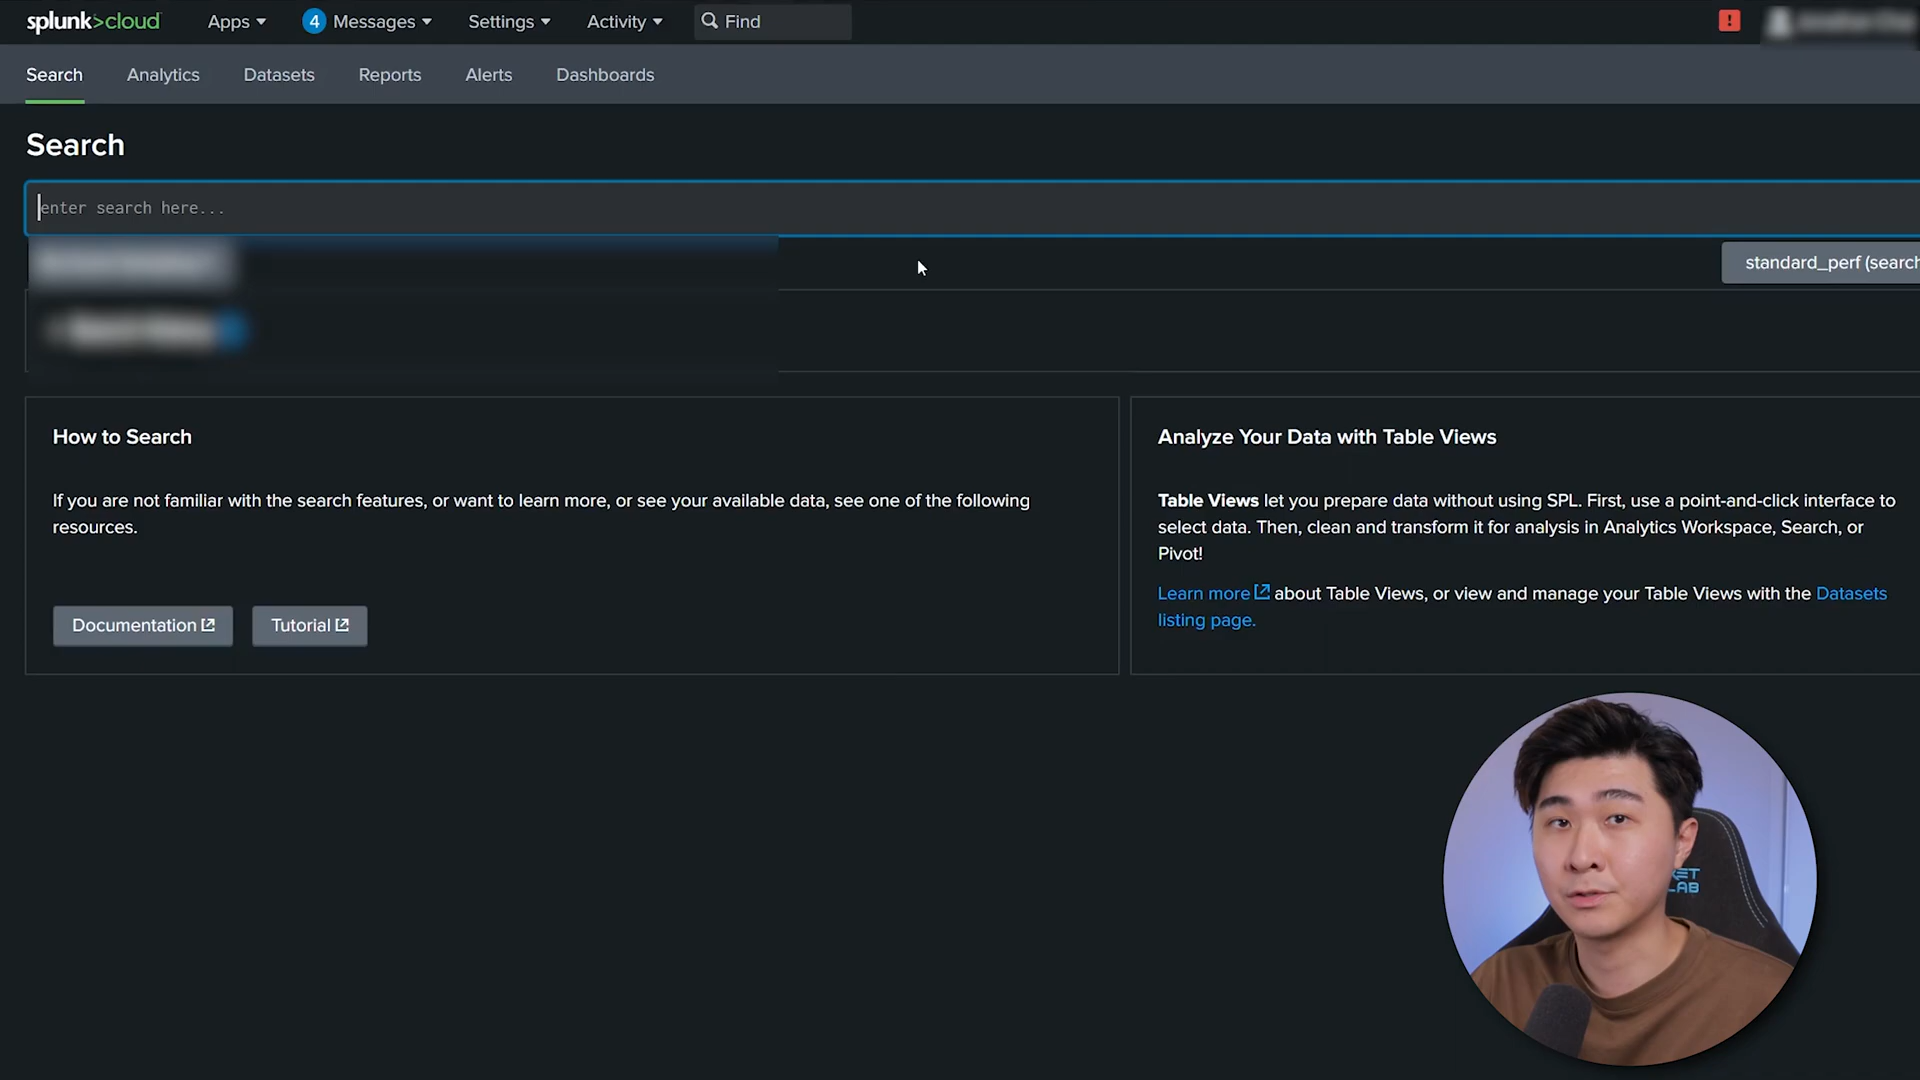 splunk>cloud Apps 4 Messages Settings Activity Find
Search Analytics Datasets Reports Alerts Dashboards
Search
enter search here...
standard_perf (search
How to Search
If you are not familiar with the search features, or want to learn more, or see your available data, see one of the following
resources.
Documentation Tutorial
Analyze Your Data with Table Views
Table Views let you prepare data without using SPL. First, use a point-and-click interface to
select data. Then, clean and transform it for analysis in Analytics Workspace, Search, or
Pivot!
Learn more about Table Views, or view and manage your Table Views with the Datasets
listing page.
LAB